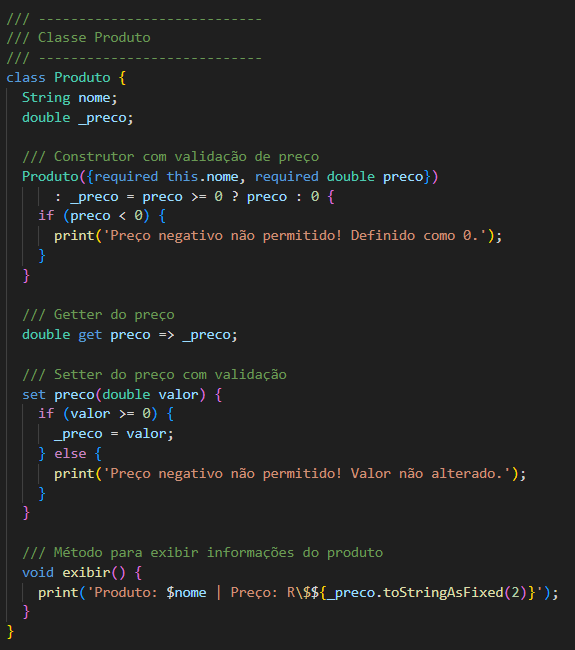 /// ----------------------------
/// Classe Produto
/// ----------------------------
class Produto {
  String nome;
  double _preco;

  /// Construtor com validação de preço
  Produto({required this.nome, required double preco})
      : _preco = preco >= 0 ? preco : 0 {
    if (preco < 0) {
      print('Preço negativo não permitido! Definido como 0.');
    }
  }

  /// Getter do preço
  double get preco => _preco;

  /// Setter do preço com validação
  set preco(double valor) {
    if (valor >= 0) {
      _preco = valor;
    } else {
      print('Preço negativo não permitido! Valor não alterado.');
    }
  }

  /// Método para exibir informações do produto
  void exibir() {
    print('Produto: $nome | Preço: R\$${_preco.toStringAsFixed(2)}');
  }
}